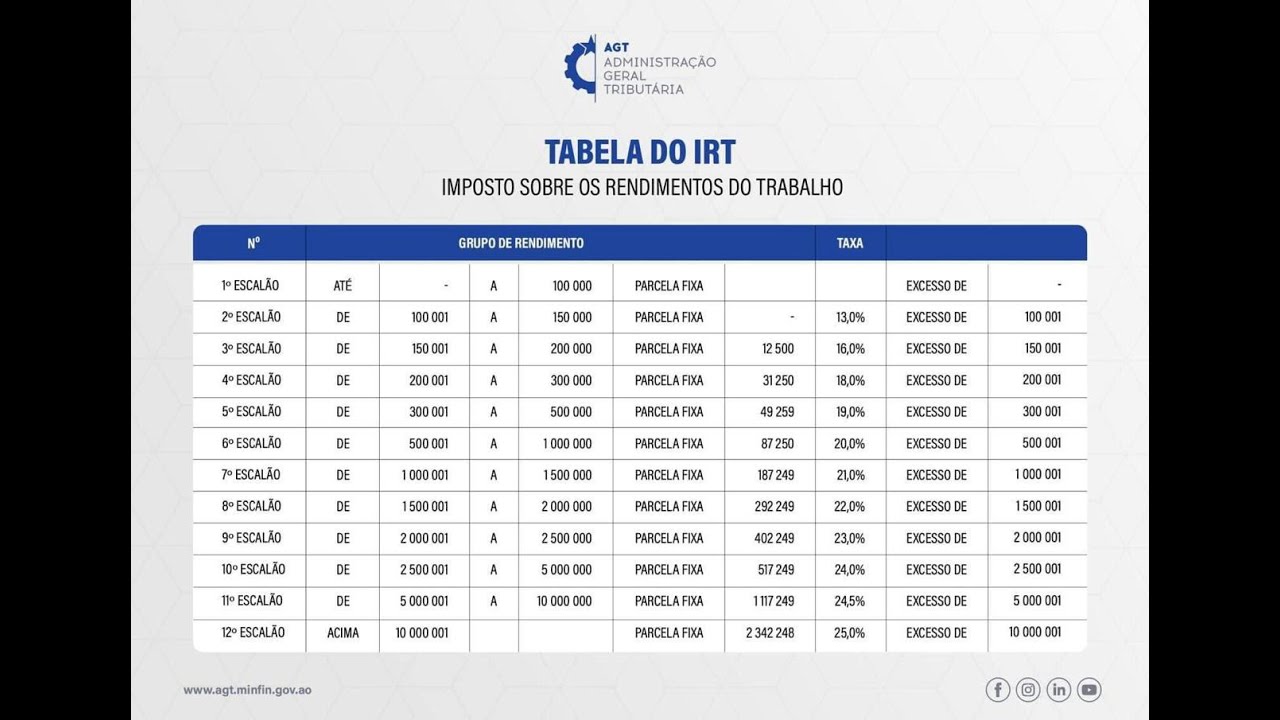 AGT
ADMINISTRAÇÃO
GERAL
TRIBUTÁRIA
TABELA DO IRT
IMPOSTO SOBRE OS RENDIMENTOS DO TRABALHO
Nº GRUPO DE RENDIMENTO TAXA
1º ESCALÃO ATÉ - A 100 000 PARCELA FIXA EXCESSO DE -
2º ESCALÃO DE 100 001 A 150 000 PARCELA FIXA - 13,0% EXCESSO DE 100 001
3º ESCALÃO DE 150 001 A 200 000 PARCELA FIXA 12 500 16,0% EXCESSO DE 150 001
4º ESCALÃO DE 200 001 A 300 000 PARCELA FIXA 31 250 18,0% EXCESSO DE 200 001
5º ESCALÃO DE 300 001 A 500 000 PARCELA FIXA 49 259 19,0% EXCESSO DE 300 001
6º ESCALÃO DE 500 001 A 1 000 000 PARCELA FIXA 87 250 20,0% EXCESSO DE 500 001
7º ESCALÃO DE 1 000 001 A 1 500 000 PARCELA FIXA 187 249 21,0% EXCESSO DE 1 000 001
8º ESCALÃO DE 1 500 001 A 2 000 000 PARCELA FIXA 292 249 22,0% EXCESSO DE 1 500 001
9º ESCALÃO DE 2 000 001 A 2 500 000 PARCELA FIXA 402 249 23,0% EXCESSO DE 2 000 001
10º ESCALÃO DE 2 500 001 A 5 000 000 PARCELA FIXA 517 249 24,0% EXCESSO DE 2 500 001
11º ESCALÃO DE 5 000 001 A 10 000 000 PARCELA FIXA 1 117 249 24,5% EXCESSO DE 5 000 001
12º ESCALÃO ACIMA 10 000 001 PARCELA FIXA 2 342 248 25,0% EXCESSO DE 10 000 001
www.agt.minfin.gov.ao